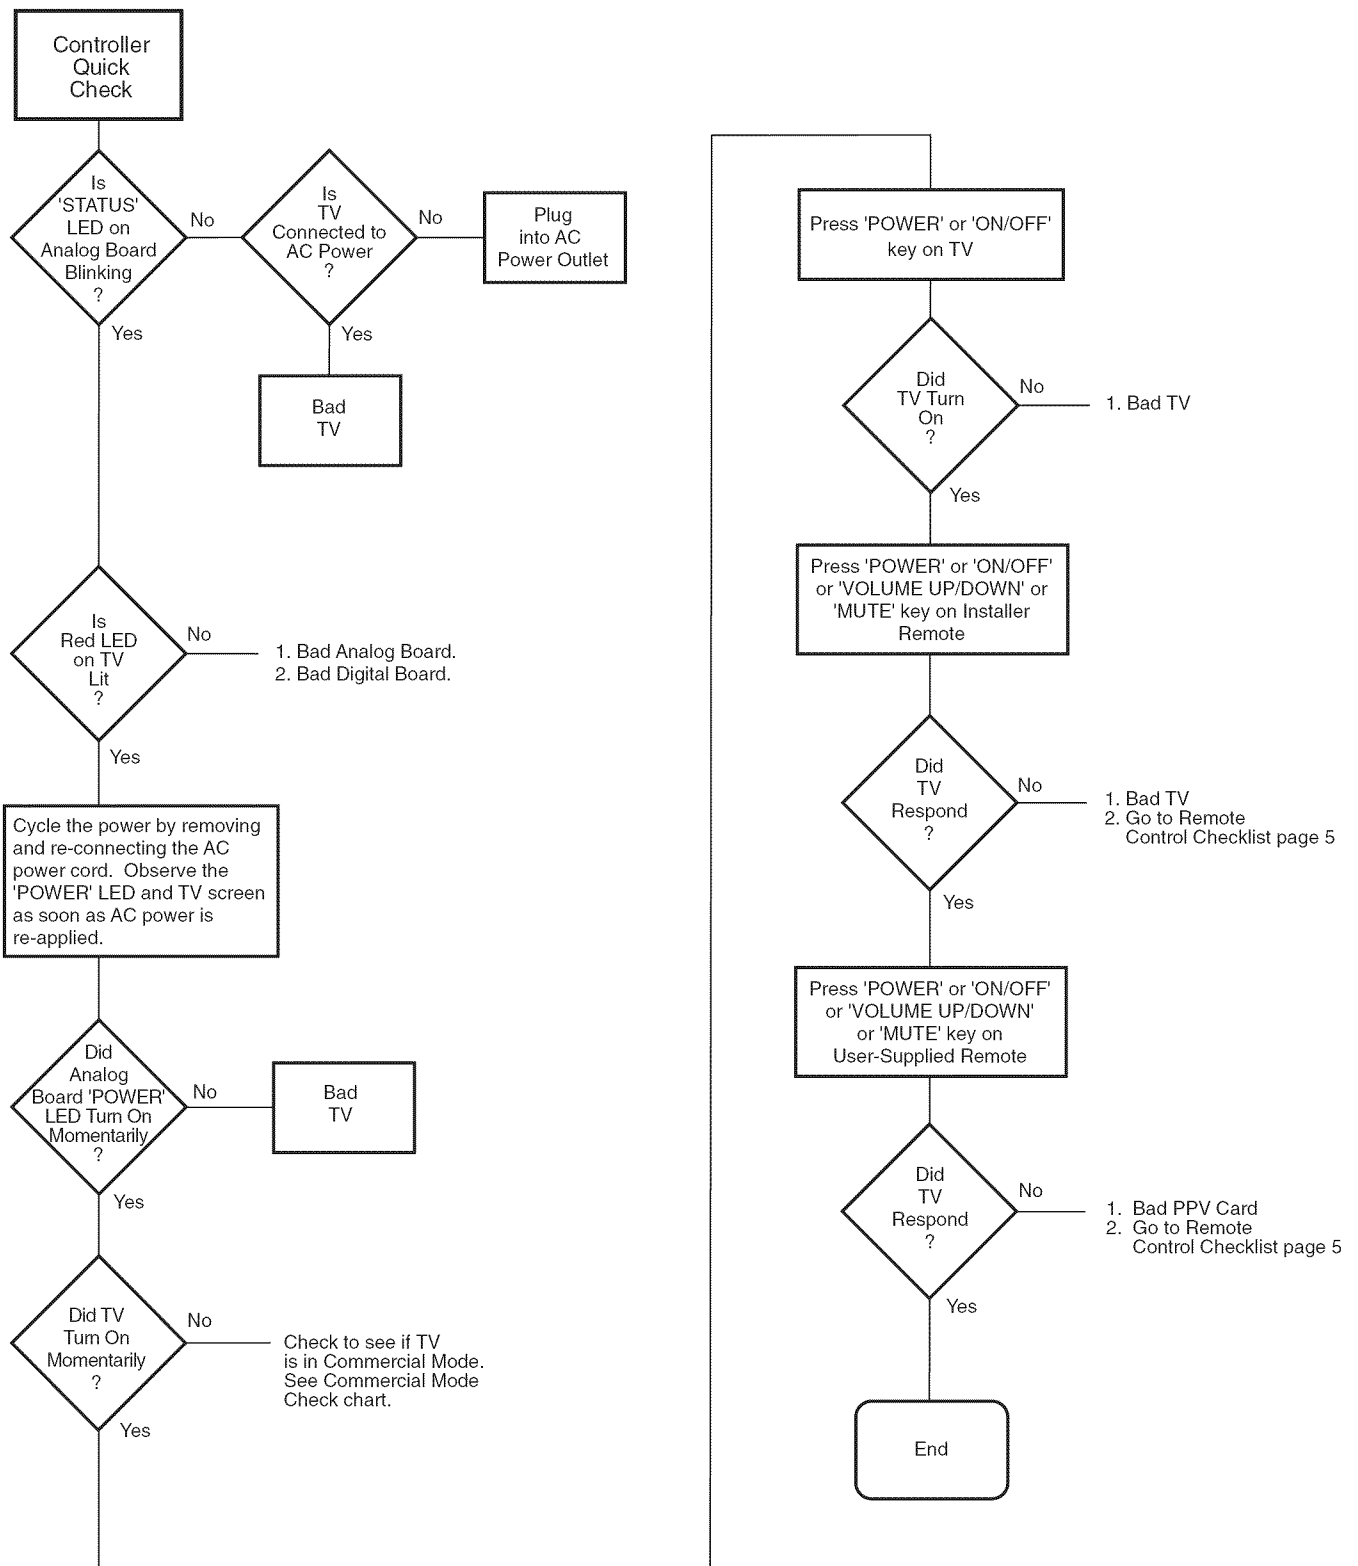 Controller
Quick
Check
Is
'STATUS'
LED on
Analog Board
Blinking
?
No
Yes
Is
TV
Connected to
AC Power
?
No
Yes
Plug
into AC
Power Outlet
Bad
TV
Is
Red LED
on TV
Lit
?
No
1. Bad Analog Board.
2. Bad Digital Board.
Yes
Cycle the power by removing
and re-connecting the AC
power cord. Observe the
'POWER' LED and TV screen
as soon as AC power is
re-applied.
Did
Analog
Board 'POWER'
LED Turn On
Momentarily
?
No
Bad
TV
Yes
Did TV
Turn On
Momentarily
?
No
Check to see if TV
is in Commercial Mode.
See Commercial Mode
Check chart.
Yes
Press 'POWER' or 'ON/OFF'
key on TV
Did
TV Turn
On
?
No
1. Bad TV
Yes
Press 'POWER' or 'ON/OFF'
or 'VOLUME UP/DOWN' or
'MUTE' key on Installer
Remote
Did
TV
Respond
?
No
1. Bad TV
2. Go to Remote
Control Checklist page 5
Yes
Press 'POWER' or 'ON/OFF'
or 'VOLUME UP/DOWN'
or 'MUTE' key on
User-Supplied Remote
Did
TV
Respond
?
No
1. Bad PPV Card
2. Go to Remote
Control Checklist page 5
Yes
End